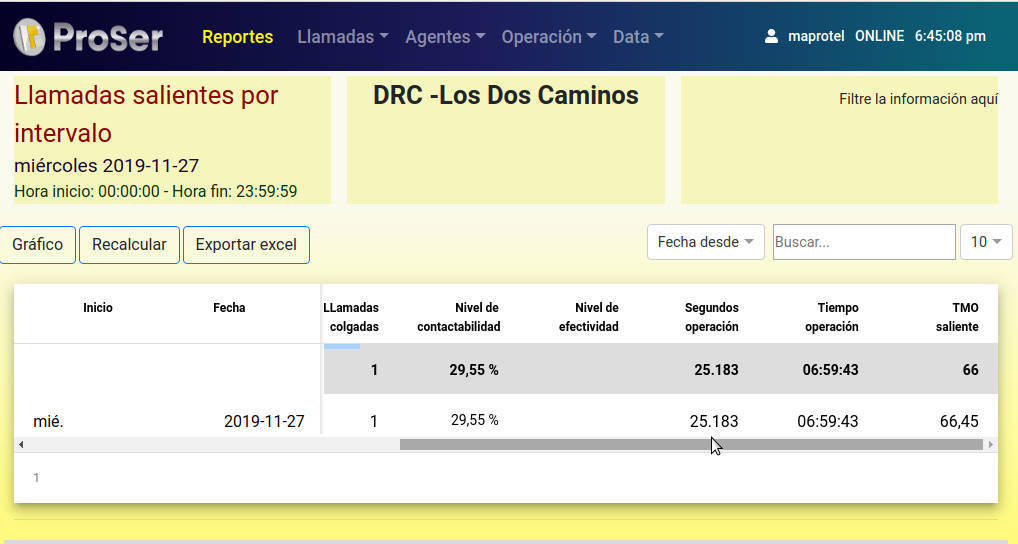 ProSer Reportes Llamadas Agentes Operación Data maprotel ONLINE 6:45:08 pm
Llamadas salientes por
intervalo
miércoles 2019-11-27
Hora inicio: 00:00:00 - Hora fin: 23:59:59
DRC -Los Dos Caminos
Filtre la información aquí
Gráfico Recalcular Exportar excel Fecha desde Buscar... 10
Inicio Fecha LLamadas colgadas Nivel de contactabilidad Nivel de efectividad Segundos operación Tiempo operación TMO saliente
1 29,55 % 25.183 06:59:43 66
mié. 2019-11-27 1 29,55 % 25.183 06:59:43 66,45
1